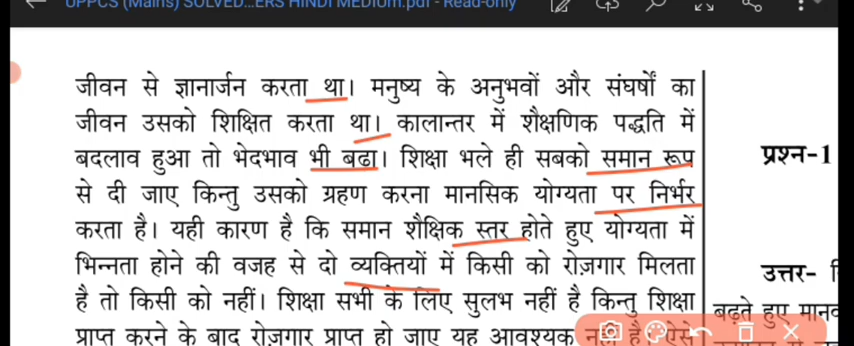 UPPCS (Mains) SOLVED...ERS HINDI MEDIUM.pdf - Read-only
जीवन से ज्ञानार्जन करता था। मनुष्य के अनुभवों और संघर्षों का
जीवन उसको शिक्षित करता था। कालान्तर में शैक्षणिक पद्धति में
बदलाव हुआ तो भेदभाव भी बढा। शिक्षा भले ही सबको समान रूप
से दी जाए किन्तु उसको ग्रहण करना मानसिक योग्यता पर निर्भर
करता है। यही कारण है कि समान शैक्षिक स्तर होते हुए योग्यता में
भिन्नता होने की वजह से दो व्यक्तियों में किसी को रोज़गार मिलता
है तो किसी को नहीं। शिक्षा सभी के लिए सुलभ नहीं है किन्तु शिक्षा
प्राप्त करने के बाद रोज़गार प्राप्त हो जाए यह आवश्यक नहीं है। ऐसे
प्रश्न-1
उत्तर-
बढ़ते हुए मानव